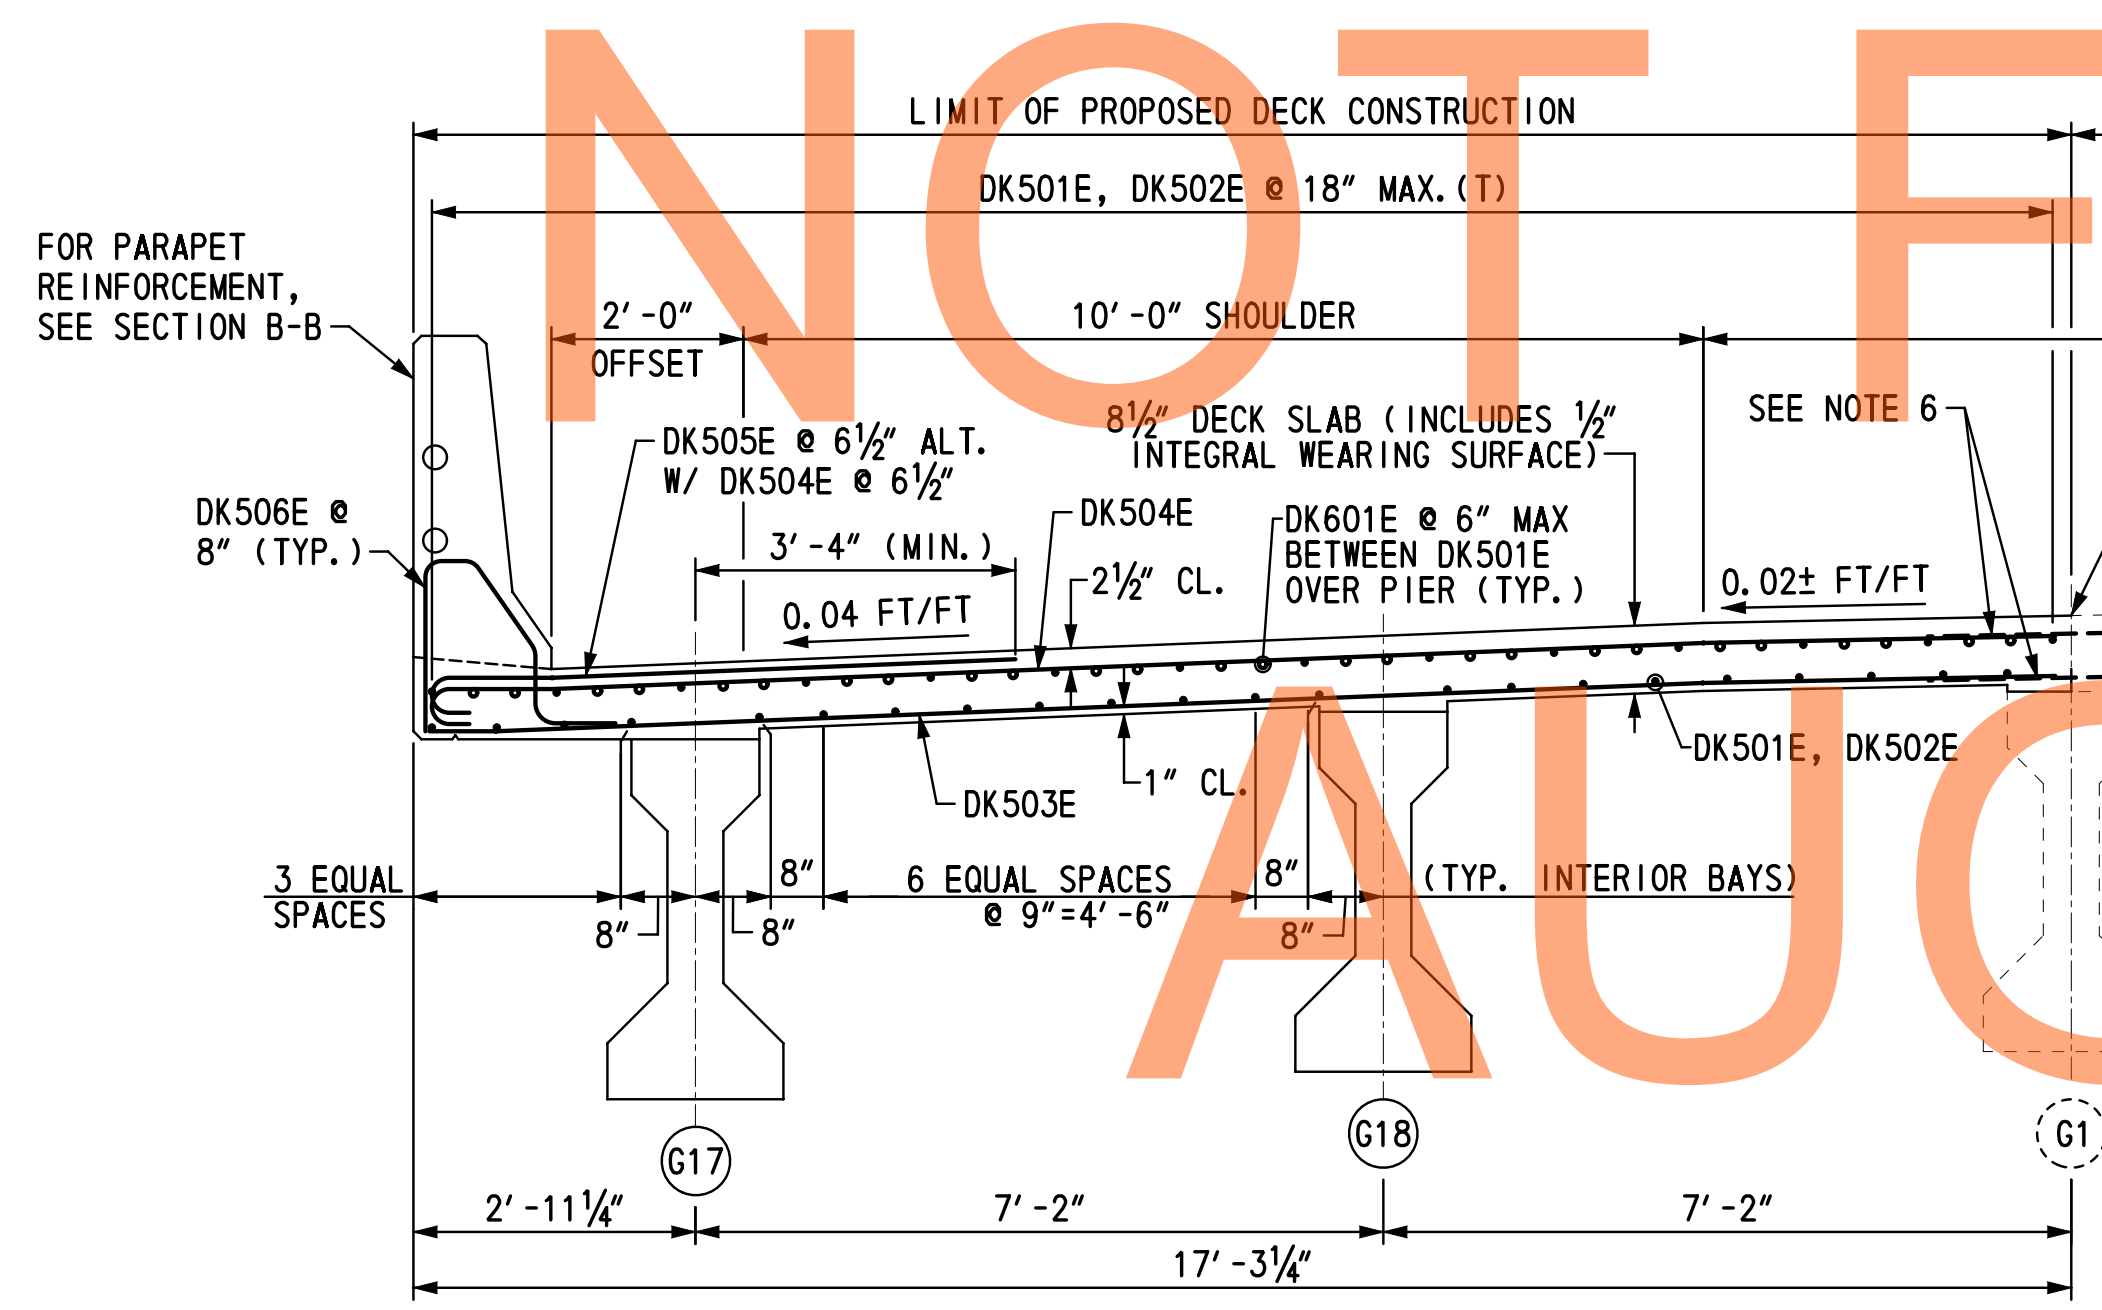 NOT F
LIMIT OF PROPOSED DECK CONSTRUCTION
DK501E, DK502E @ 18" MAX.(T)
FOR PARAPET
REINFORCEMENT,
SEE SECTION B-B
2'-0"
OFFSET
10'-0" SHOULDER
8½" DECK SLAB (INCLUDES ½"
INTEGRAL WEARING SURFACE)
SEE NOTE 6
DK505E @ 6½" ALT.
W/ DK504E @ 6½"
DK506E @
8" (TYP.)
DK504E
DK601E @ 6" MAX
BETWEEN DK501E
OVER PIER (TYP.)
3'-4" (MIN.)
2½" CL.
0.04 FT/FT
0.02± FT/FT
AUC
DK501E, DK502E
1" CL.
DK503E
3 EQUAL
SPACES
8"
8"
8"
6 EQUAL SPACES
@ 9"=4'-6"
8"
8"
(TYP. INTERIOR BAYS)
G17
G18
G1
2'-11¼"
7'-2"
7'-2"
17'-3¼"